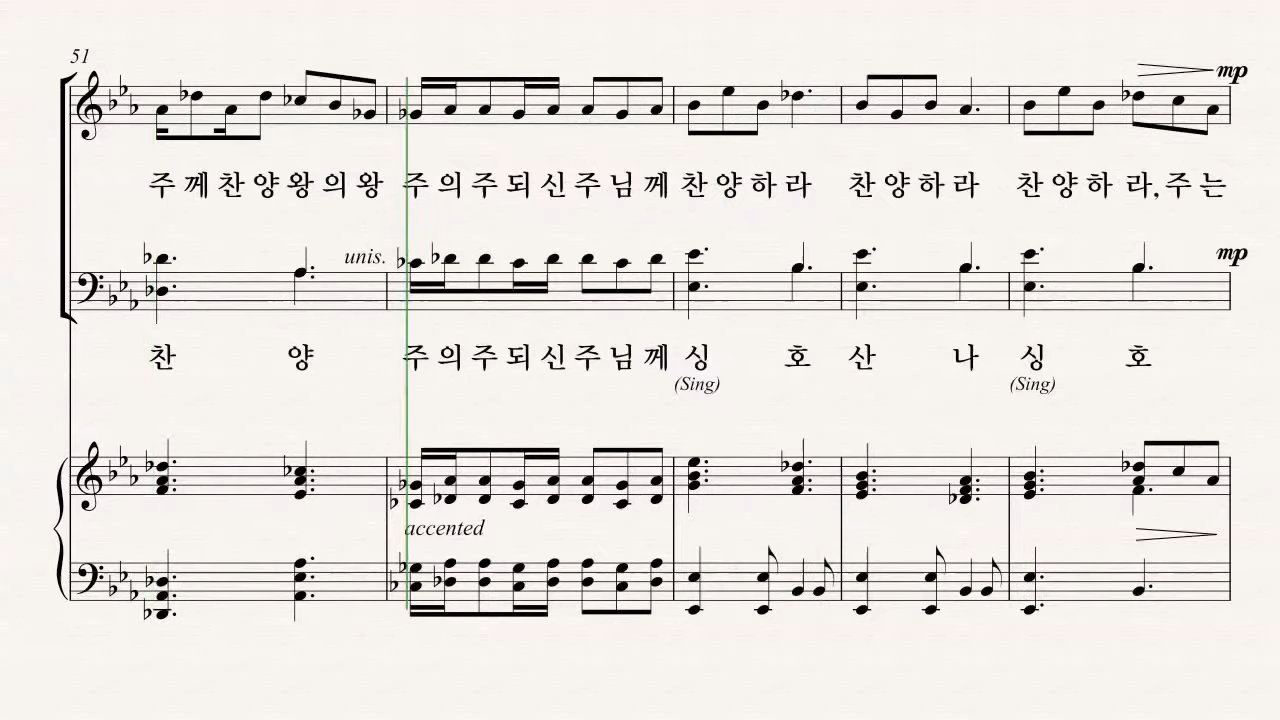 51
mp
주께찬양왕의왕 주의주되신주님께 찬양하라 찬양하라 찬양하라,주는
unis.
mp
찬 양 주의주되신주님께 싱 호 산 나 싱 호
(Sing) (Sing)
accented